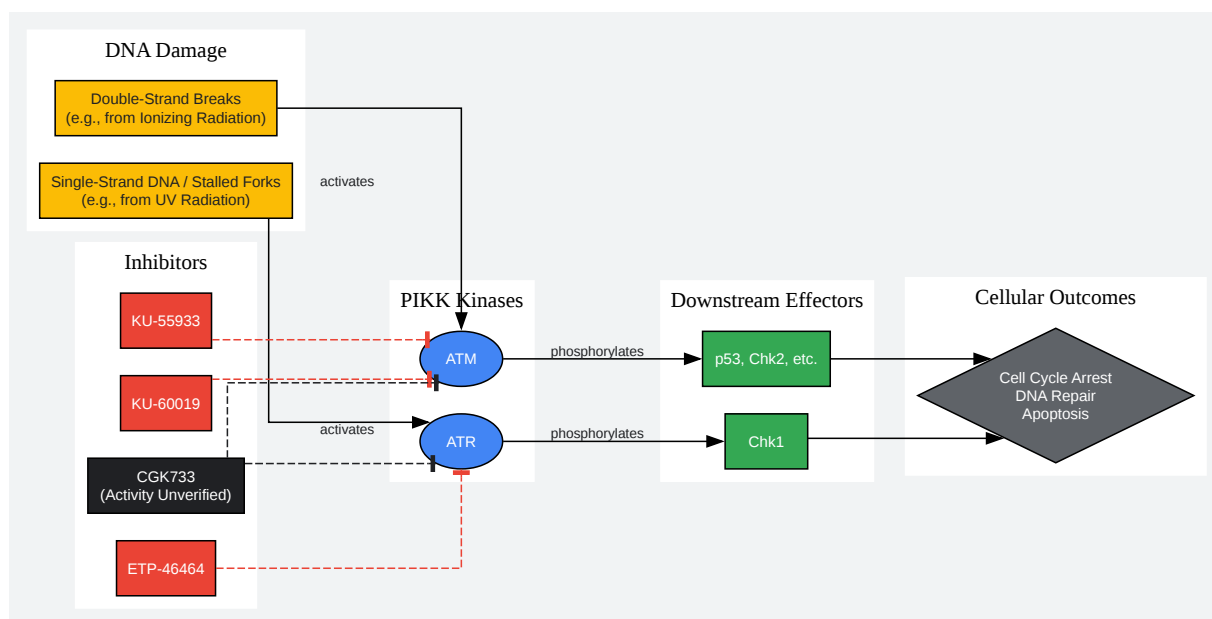 DNA Damage
Double-Strand Breaks
(e.g., from Ionizing Radiation)
Single-Strand DNA / Stalled Forks
(e.g., from UV Radiation)
activates
Inhibitors
KU-55933
KU-60019
CGK733
(Activity Unverified)
ETP-46464
activates
PIKK Kinases
ATM
ATR
phosphorylates
phosphorylates
Downstream Effectors
p53, Chk2, etc.
Chk1
Cellular Outcomes
Cell Cycle Arrest
DNA Repair
Apoptosis